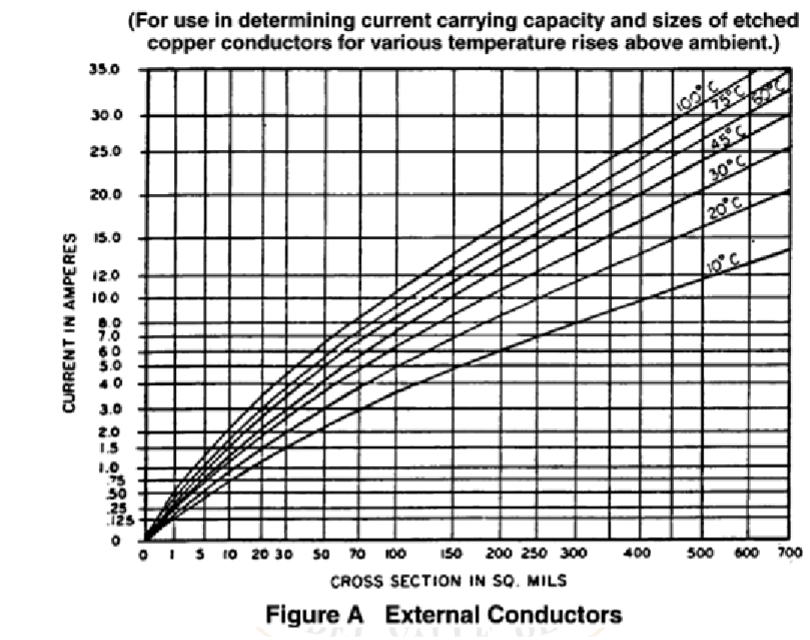 (For use in determining current carrying capacity and sizes of etched
copper conductors for various temperature rises above ambient.)
35.0
30.0
25.0
20.0
15.0
12.0
10.0
8.0
7.0
6.0
5.0
4.0
3.0
2.0
1.5
1.0
.75
.50
.25
.125
0
CURRENT IN AMPERES
100°C
75°C
60°C
45°C
30°C
20°C
10°C
0 1 5 10 20 30 50 70 100 150 200 250 300 400 500 600 700
CROSS SECTION IN SQ. MILS
Figure A External Conductors